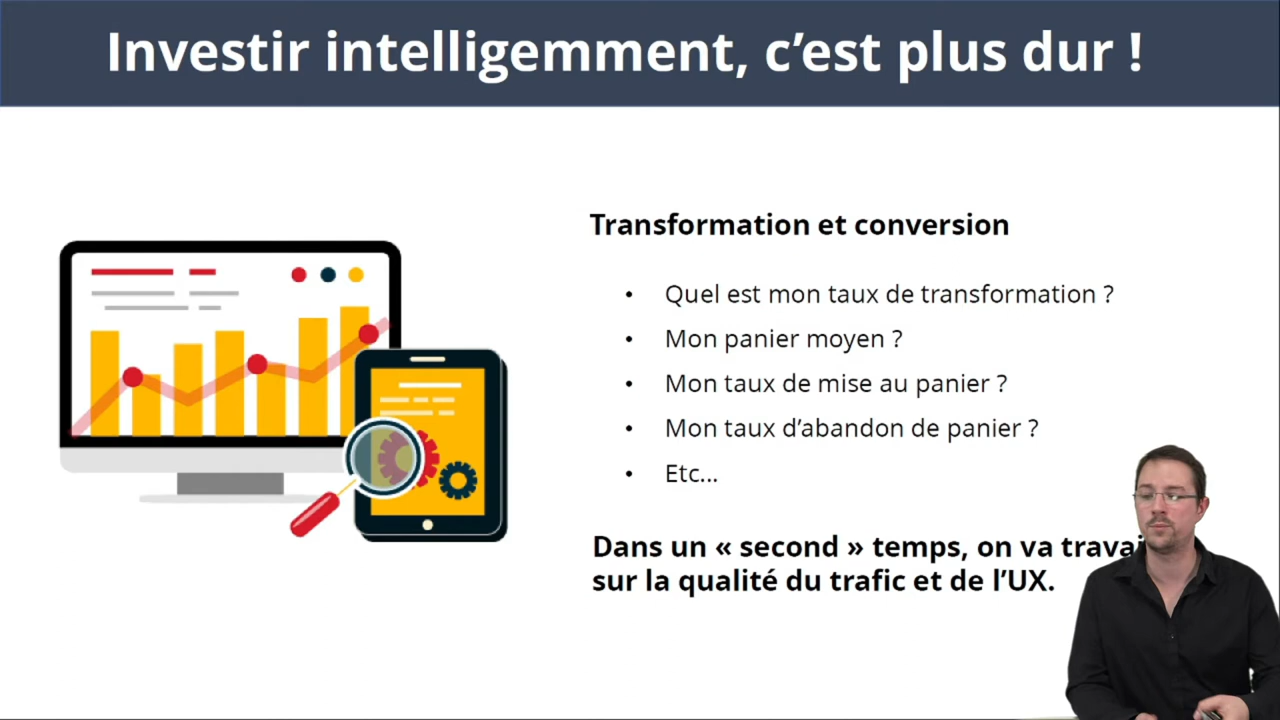 Investir intelligemment, c’est plus dur !
Transformation et conversion
• Quel est mon taux de transformation ?
• Mon panier moyen ?
• Mon taux de mise au panier ?
• Mon taux d’abandon de panier ?
• Etc...
Dans un « second » temps, on va
sur la qualité du trafic et de l’UX.